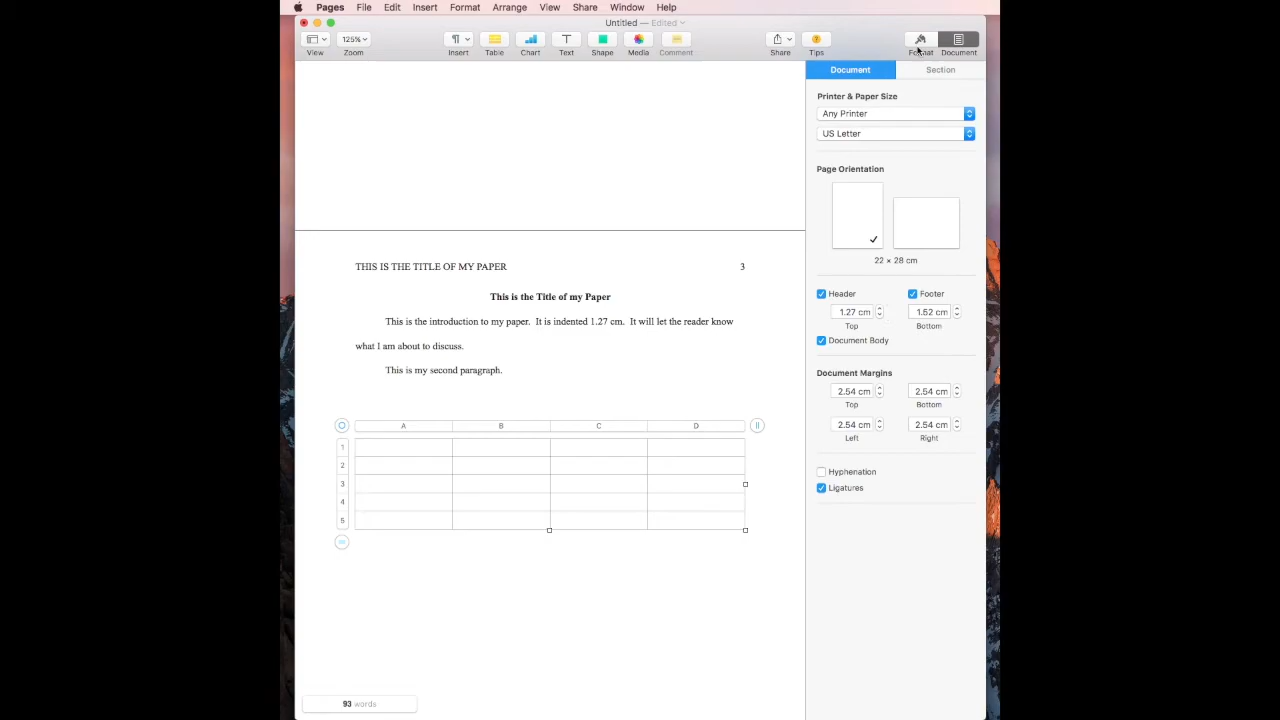 Pages File Edit Insert Format Arrange View Share Window Help
Untitled — Edited
125%
View Zoom Insert Table Chart Text Shape Media Comment Share Tips Format Document
Document Section
Printer & Paper Size
Any Printer
US Letter
Page Orientation
22 × 28 cm
Header Footer
1.27 cm 1.52 cm
Top Bottom
Document Body
Document Margins
2.54 cm 2.54 cm
Top Bottom
2.54 cm 2.54 cm
Left Right
Hyphenation
Ligatures
THIS IS THE TITLE OF MY PAPER 3
This is the Title of my Paper
This is the introduction to my paper. It is indented 1.27 cm. It will let the reader know
what I am about to discuss.
This is my second paragraph.
A B C D
1
2
3
4
5
93 words